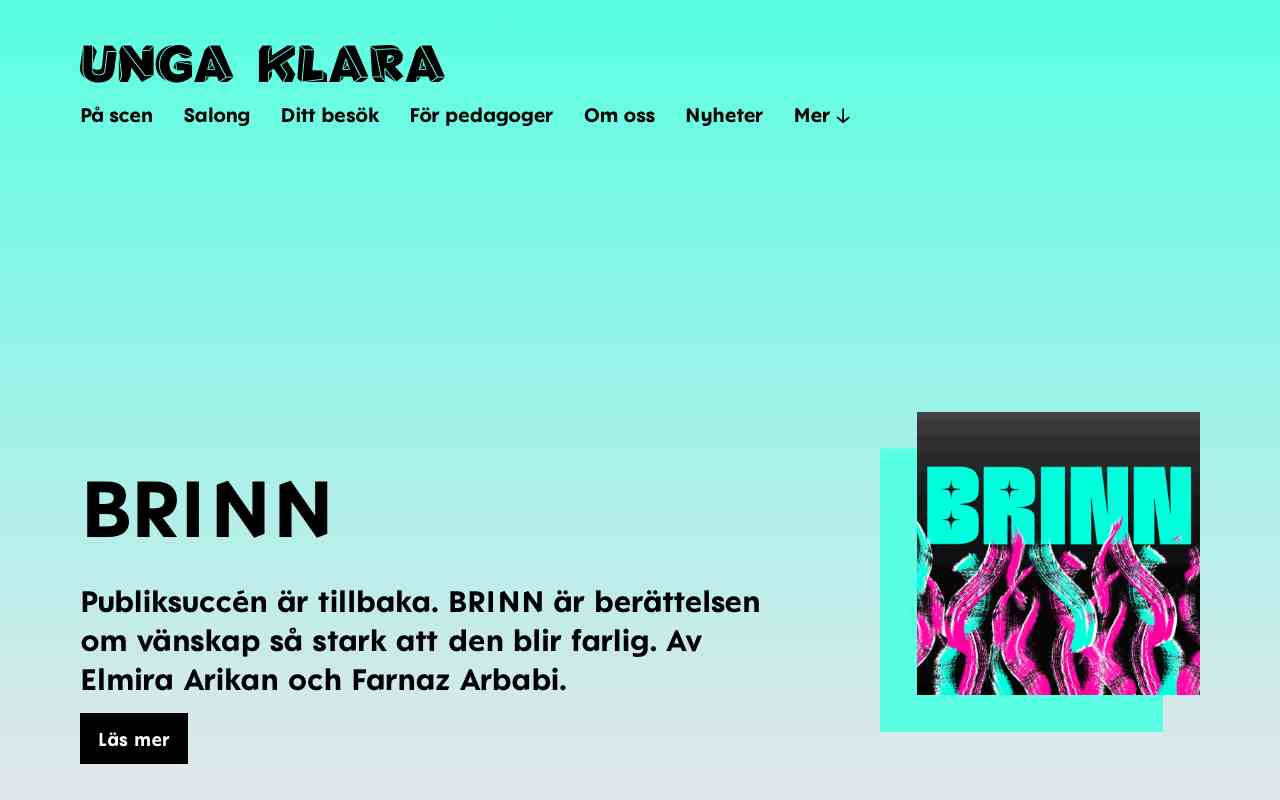 UNGA KLARA
På scen Salong Ditt besök För pedagoger Om oss Nyheter Mer ↓
BRINN
BRINN
Publiksuccén är tillbaka. BRINN är berättelsen
om vänskap så stark att den blir farlig. Av
Elmira Arikan och Farnaz Arbabi.
Läs mer